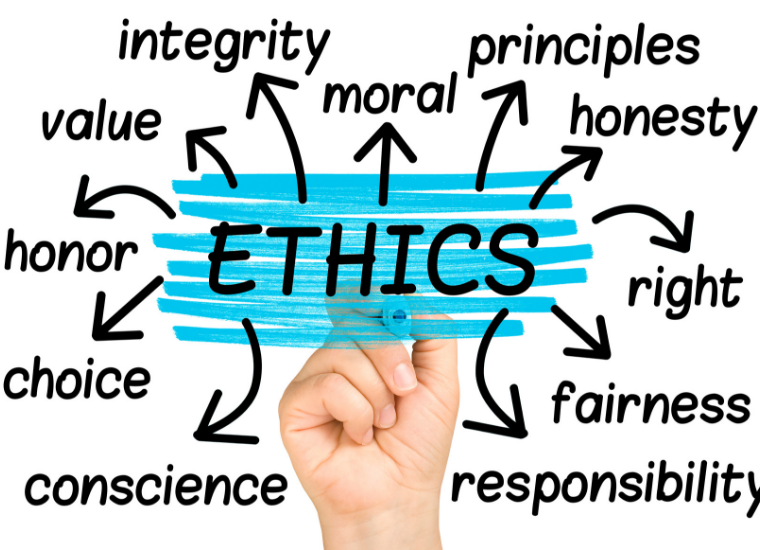 integrity
principles
moral
value
honesty
ETHICS
honor
right
choice
fairness
conscience
responsibility